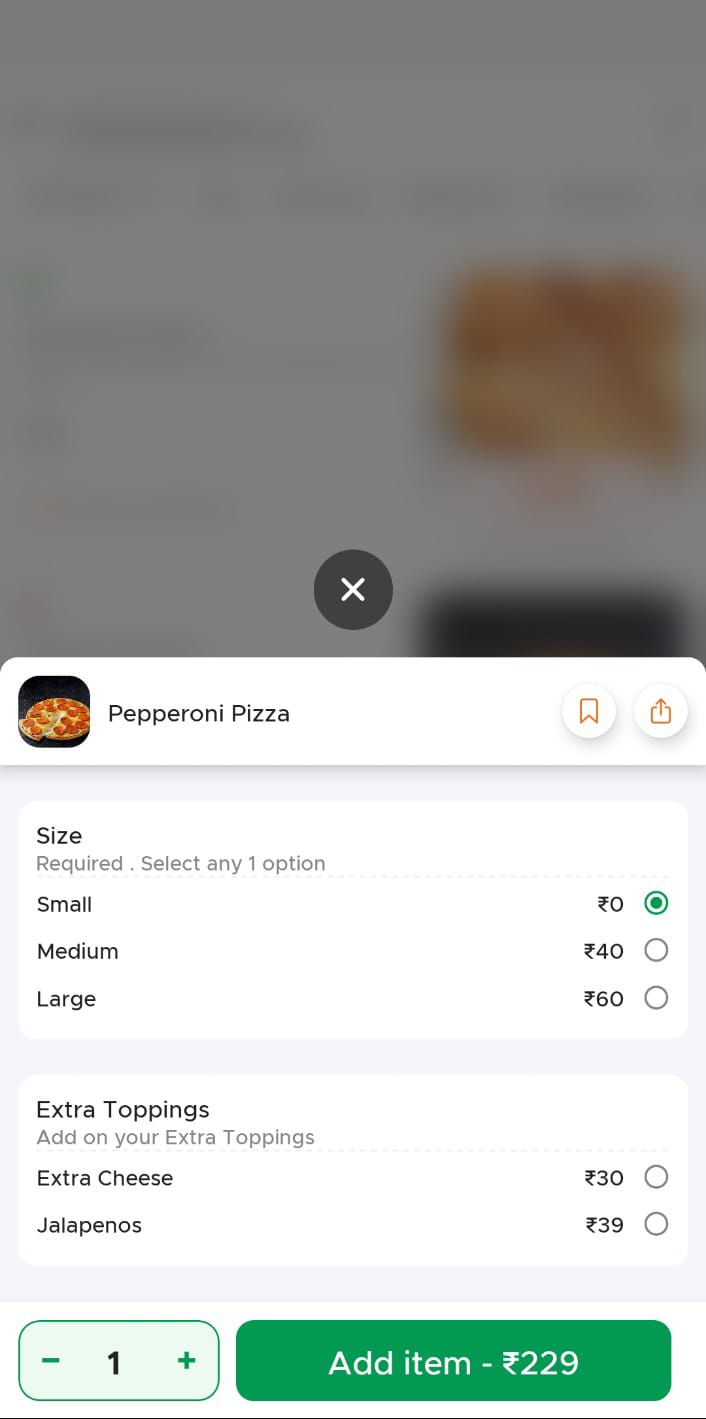 Pepperoni Pizza
Size
Required . Select any 1 option
Small ₹0
Medium ₹40
Large ₹60
Extra Toppings
Add on your Extra Toppings
Extra Cheese ₹30
Jalapenos ₹39
− 1 + Add item - ₹229